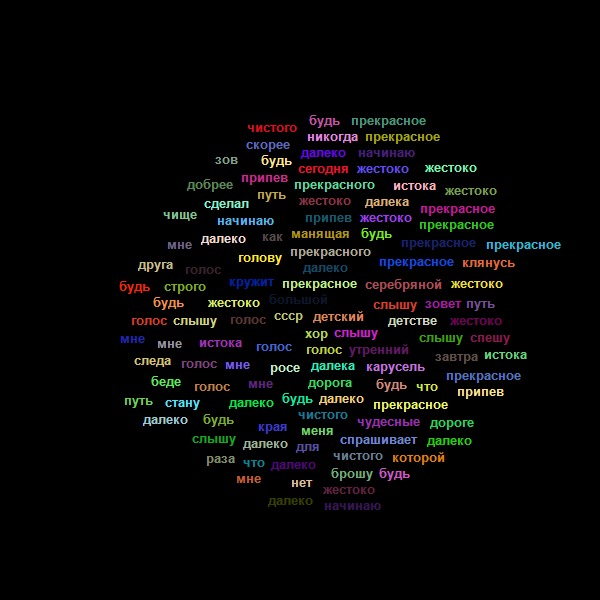 будь прекрасное
чистого
никогда прекрасное
скорее
далеко начинаю
зов будь
сегодня жестоко жестоко
припев прекрасного истока
добрее
путь жестоко
сделал жестоко далека
прекрасное
чище начинаю припев жестоко
прекрасное
мне далеко как манящая будь
прекрасное прекрасное
голову прекрасного
друга голос далеко прекрасное клянусь
будь строго кружит прекрасное серебряной жестоко
будь жестоко большой
слышу зовет путь
голос слышу голос ссср детский детстве жестоко
хор слышу
мне мне истока голос голос утренний слышу спешу
завтра истока
следа голос мне росе далека карусель
прекрасное
беде голос мне дорога будь что припев
путь стану далеко будь далеко прекрасное
далеко будь чистого
края меня чудесные дороге
слышу далеко для спрашивает далеко
раза что далеко чистого которой
мне нет брошу будь
жестоко
далеко начинаю